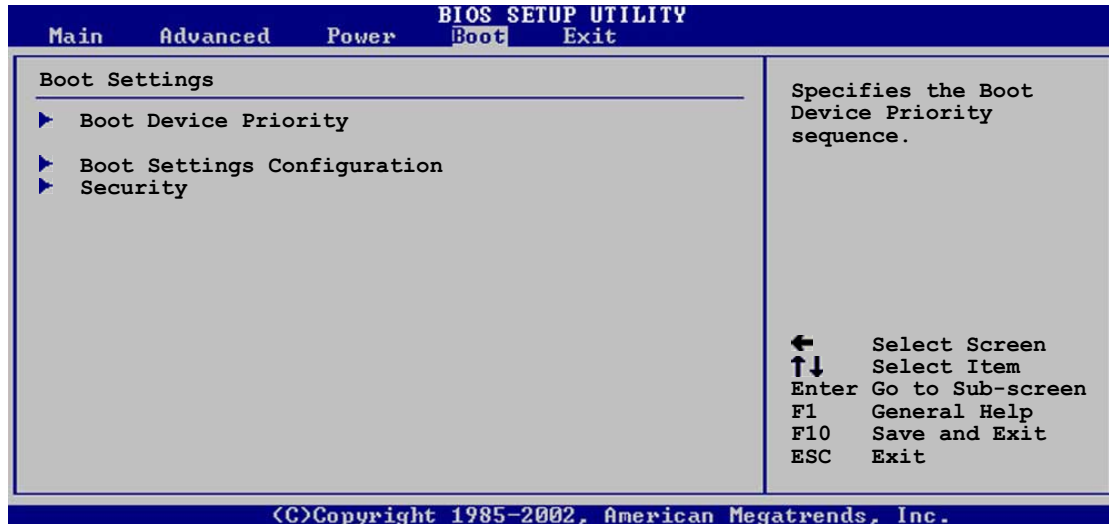 BIOS SETUP UTILITY
Main Advanced Power Boot Exit
Boot Settings
Boot Device Priority
Boot Settings Configuration
Security
Specifies the Boot
Device Priority
sequence.
← Select Screen
↑↓ Select Item
Enter Go to Sub-screen
F1 General Help
F10 Save and Exit
ESC Exit
(C)Copyright 1985-2002, American Megatrends, Inc.